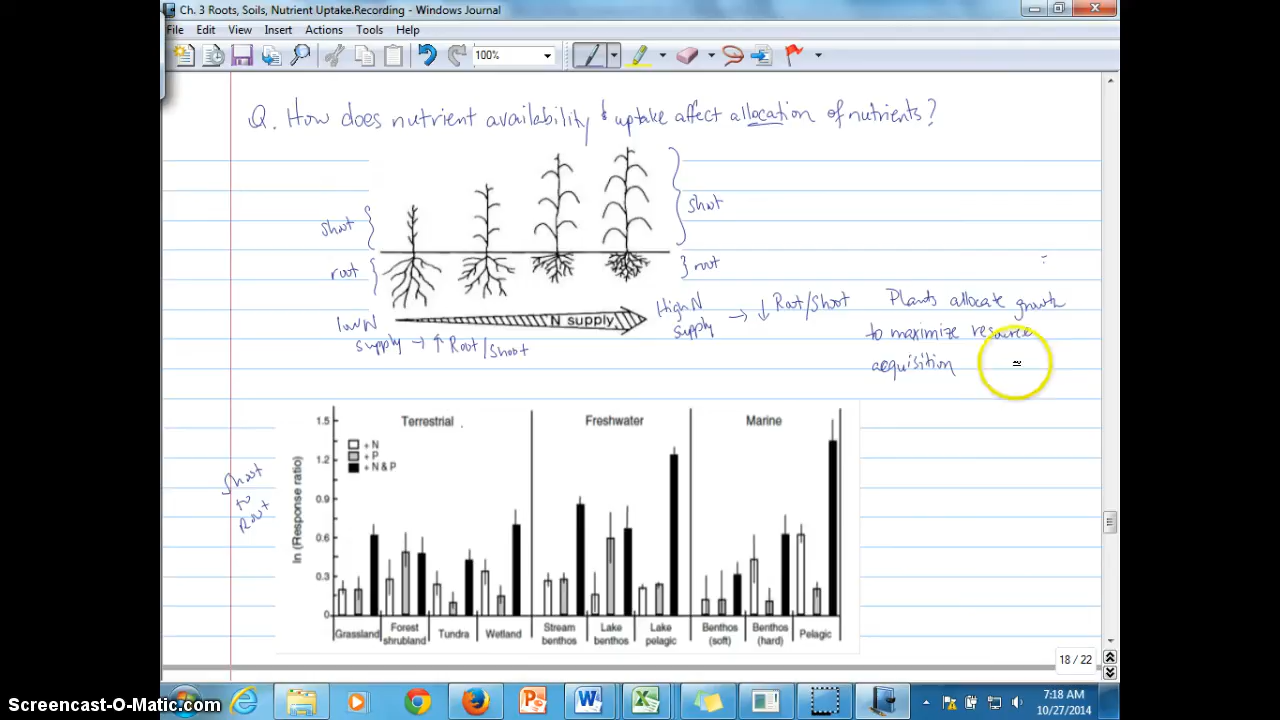 Ch. 3 Roots, Soils, Nutrient Uptake.Recording - Windows Journal
File Edit View Insert Actions Tools Help
100%
Q. How does nutrient availability & uptake affect allocation of nutrients?
shoot
root
shoot
root
N supply
low N
supply → ↑ Root/Shoot
High N
supply → ↓ Root/Shoot
Plants allocate growth
to maximize resource
acquisition
Shoot
to
Root
ln (Response ratio)
1.5
1.2
0.9
0.6
0.3
0
Terrestrial
+ N
+ P
+ N & P
Freshwater
Marine
Grassland
Forest
shrubland
Tundra
Wetland
Stream
benthos
Lake
benthos
Lake
pelagic
Benthos
(soft)
Benthos
(hard)
Pelagic
18 / 22
Screencast-O-Matic.com
7:18 AM
10/27/2014